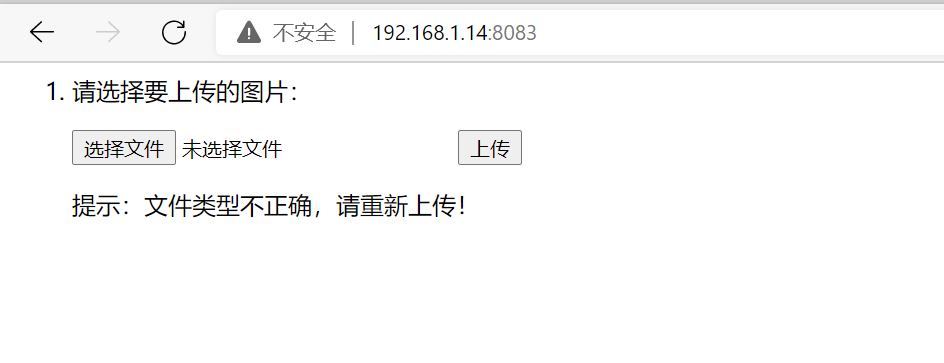 不安全 | 192.168.1.14:8083
1. 请选择要上传的图片：
选择文件 未选择文件 上传
提示：文件类型不正确，请重新上传！